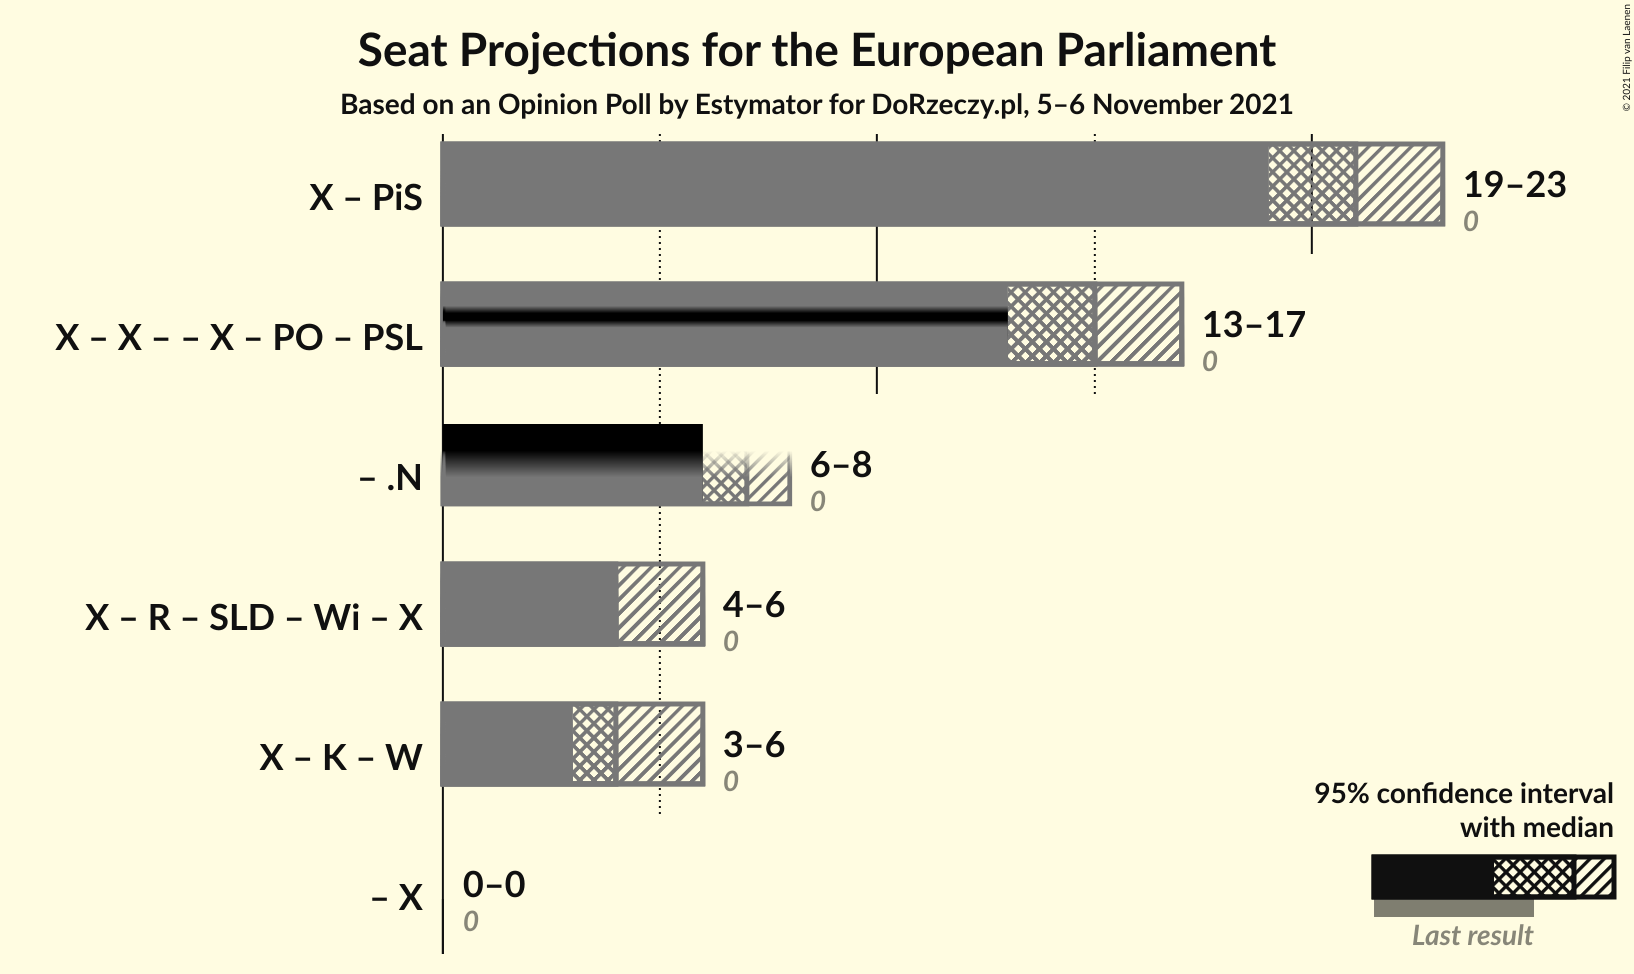 Seat Projections for the European Parliament
Based on an Opinion Poll by Estymator for DoRzeczy.pl, 5–6 November 2021
© 2021 Filip van Laenen
X – PiS
19–23
0
X – X – – X – PO – PSL
13–17
0
– .N
6–8
0
X – R – SLD – Wi – X
4–6
0
X – K – W
3–6
0
– X
0–0
0
95% confidence interval
with median
Last result